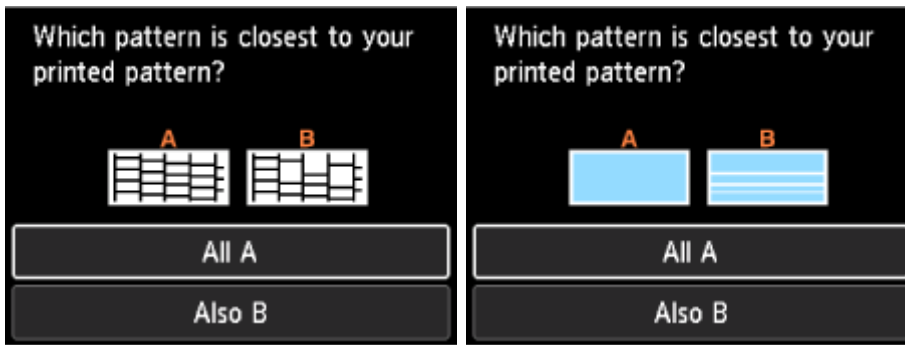 Which pattern is closest to your
printed pattern?
A B
All A
Also B
Which pattern is closest to your
printed pattern?
A B
All A
Also B